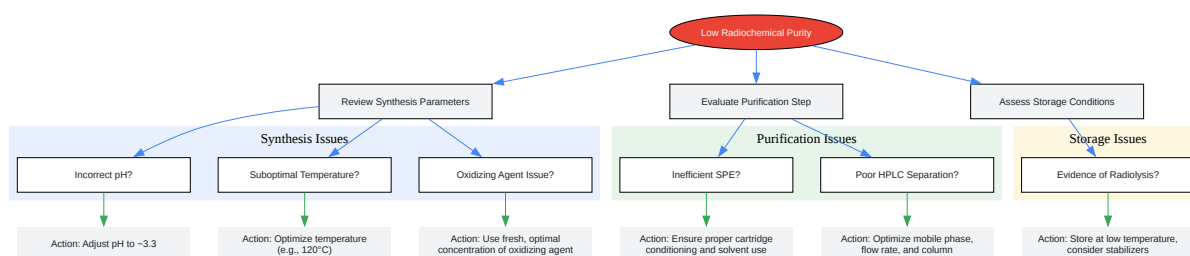 Low Radiochemical Purity
Review Synthesis Parameters
Evaluate Purification Step
Assess Storage Conditions
Synthesis Issues
Purification Issues
Storage Issues
Incorrect pH?
Suboptimal Temperature?
Oxidizing Agent Issue?
Inefficient SPE?
Poor HPLC Separation?
Evidence of Radiolysis?
Action: Adjust pH to ~3.3
Action: Optimize temperature
(e.g., 120°C)
Action: Use fresh, optimal
concentration of oxidizing agent
Action: Ensure proper cartridge
conditioning and solvent use
Action: Optimize mobile phase,
flow rate, and column
Action: Store at low temperature,
consider stabilizers